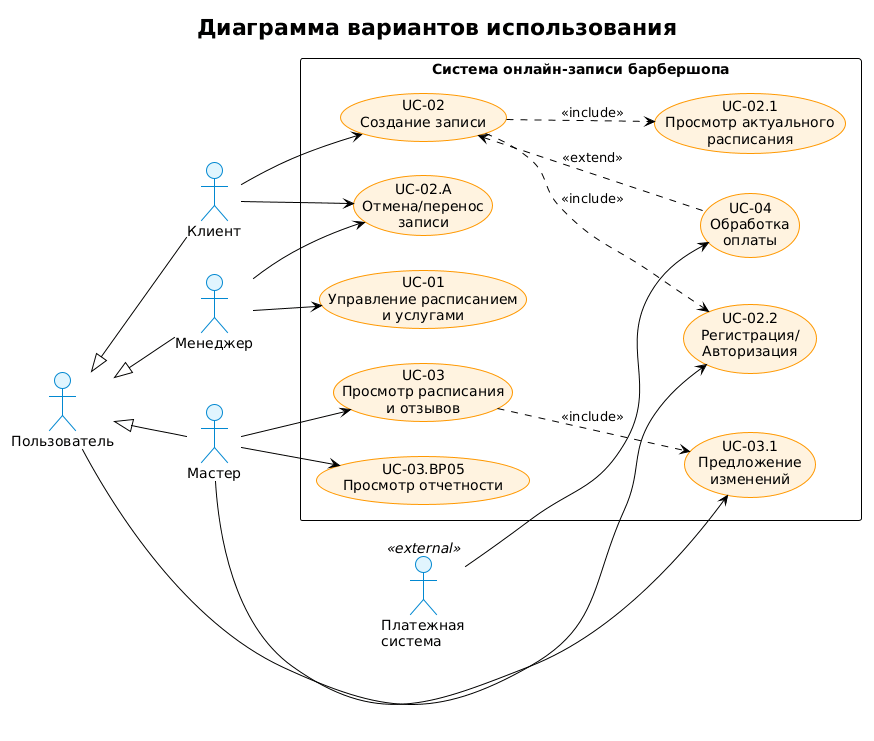 Диаграмма вариантов использования
Система онлайн-записи барбершопа
UC-02
Создание записи
«include»
UC-02.1
Просмотр актуального
расписания
«extend»
Клиент
UC-02.A
Отмена/перенос
записи
«include»
UC-04
Обработка
оплаты
Менеджер
UC-01
Управление расписанием
и услугами
UC-02.2
Регистрация/
Авторизация
Пользователь
UC-03
Просмотр расписания
и отзывов
«include»
Мастер
UC-03.BP05
Просмотр отчетности
UC-03.1
Предложение
изменений
«external»
Платежная
система